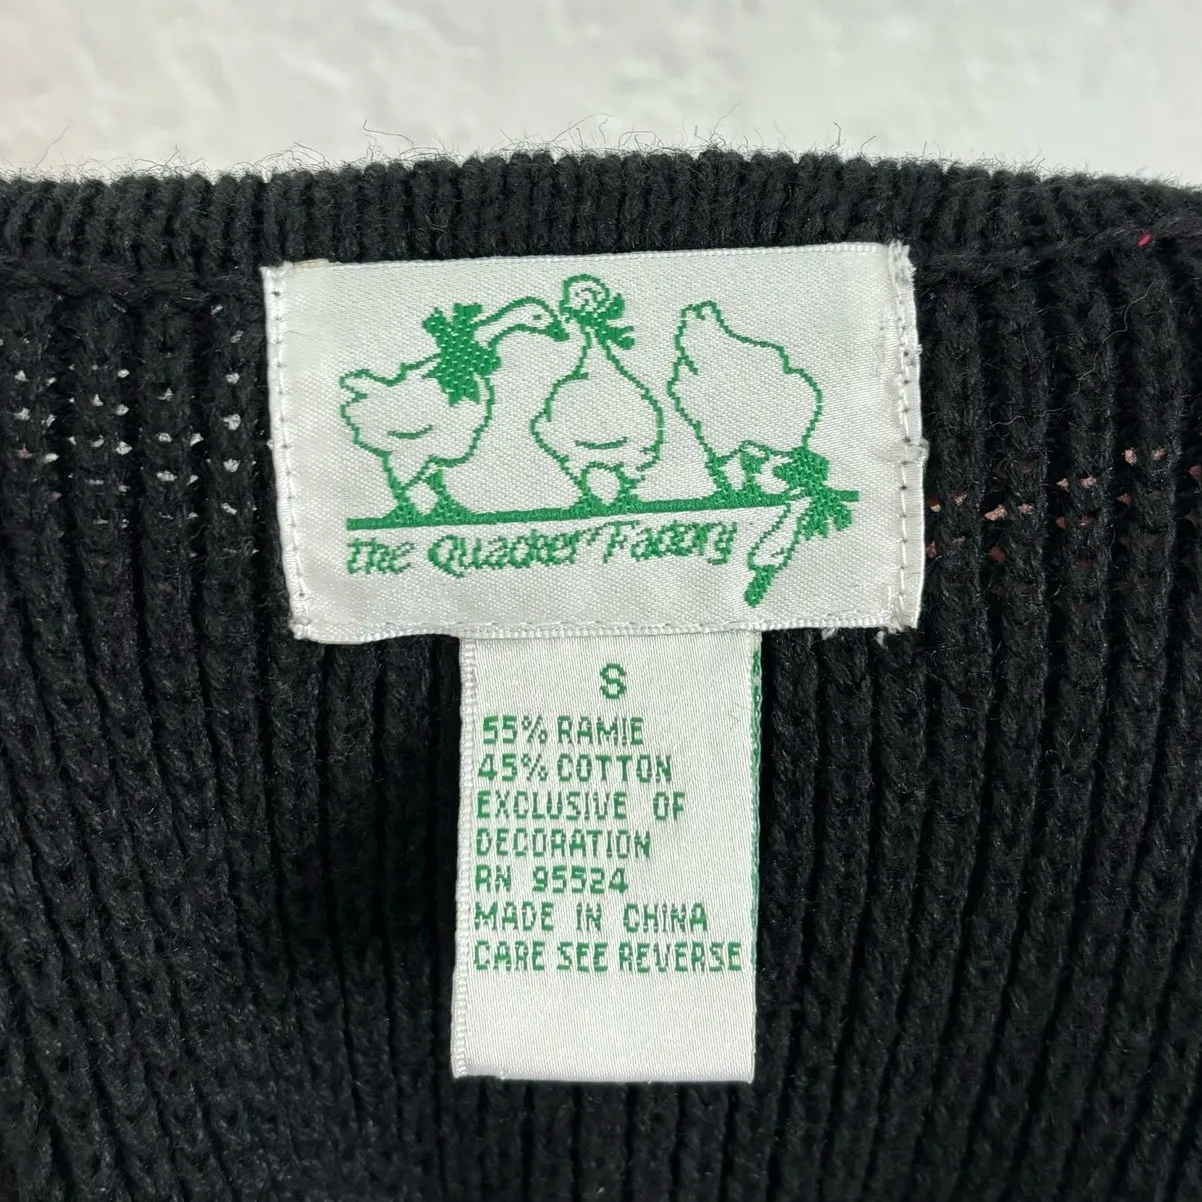 The Quacker Factory
S
55% RAMIE
45% COTTON
EXCLUSIVE OF
DECORATION
RN 95524
MADE IN CHINA
CARE SEE REVERSE